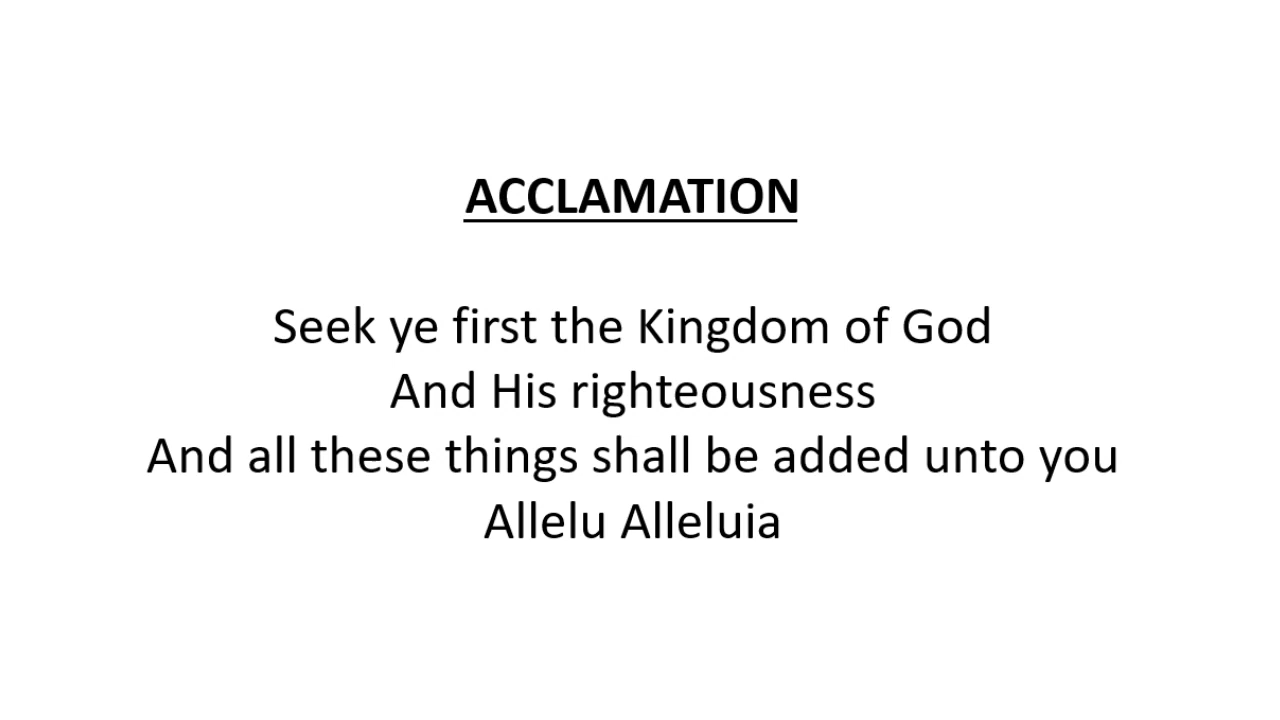 ACCLAMATION
Seek ye first the Kingdom of God
And His righteousness
And all these things shall be added unto you
Allelu Alleluia